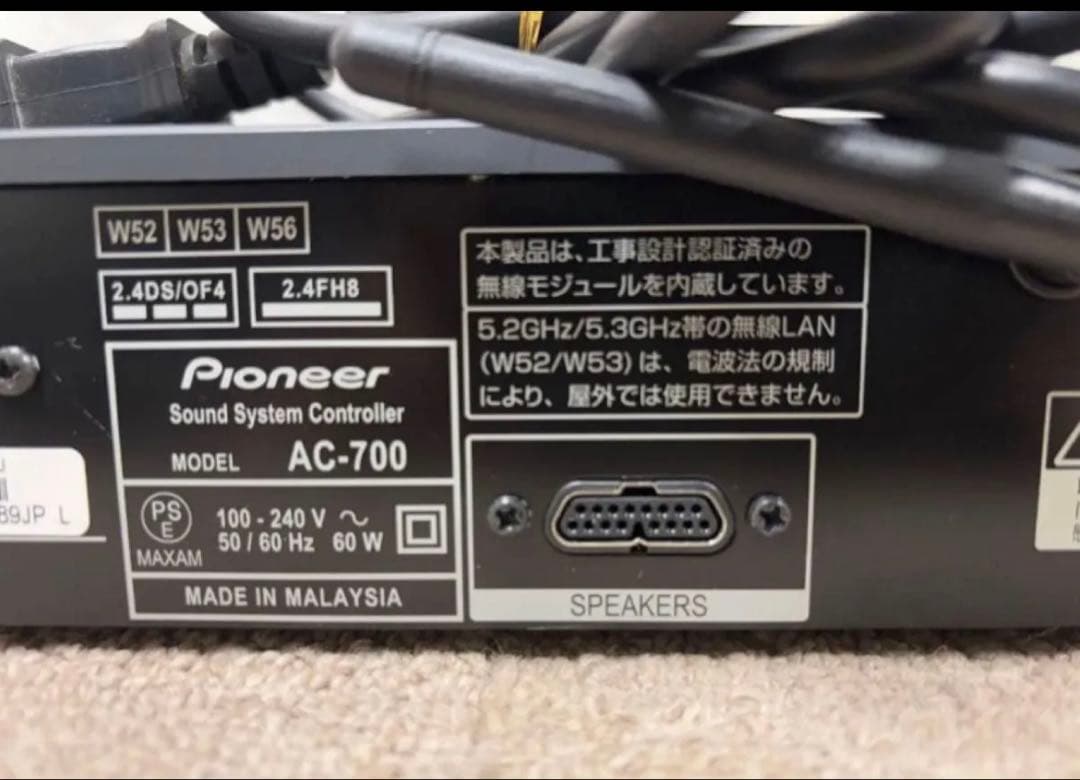 W52 W53 W56
2.4DS/OF4 2.4FH8
Pioneer
Sound System Controller
MODEL AC-700
PS
E
MAXAM
100 - 240 V ～
50 / 60 Hz 60 W
MADE IN MALAYSIA
本製品は、工事設計認証済みの
無線モジュールを内蔵しています。
5.2GHz/5.3GHz帯の無線LAN
(W52/W53) は、電波法の規制
により、屋外では使用できません。
SPEAKERS
89JP L